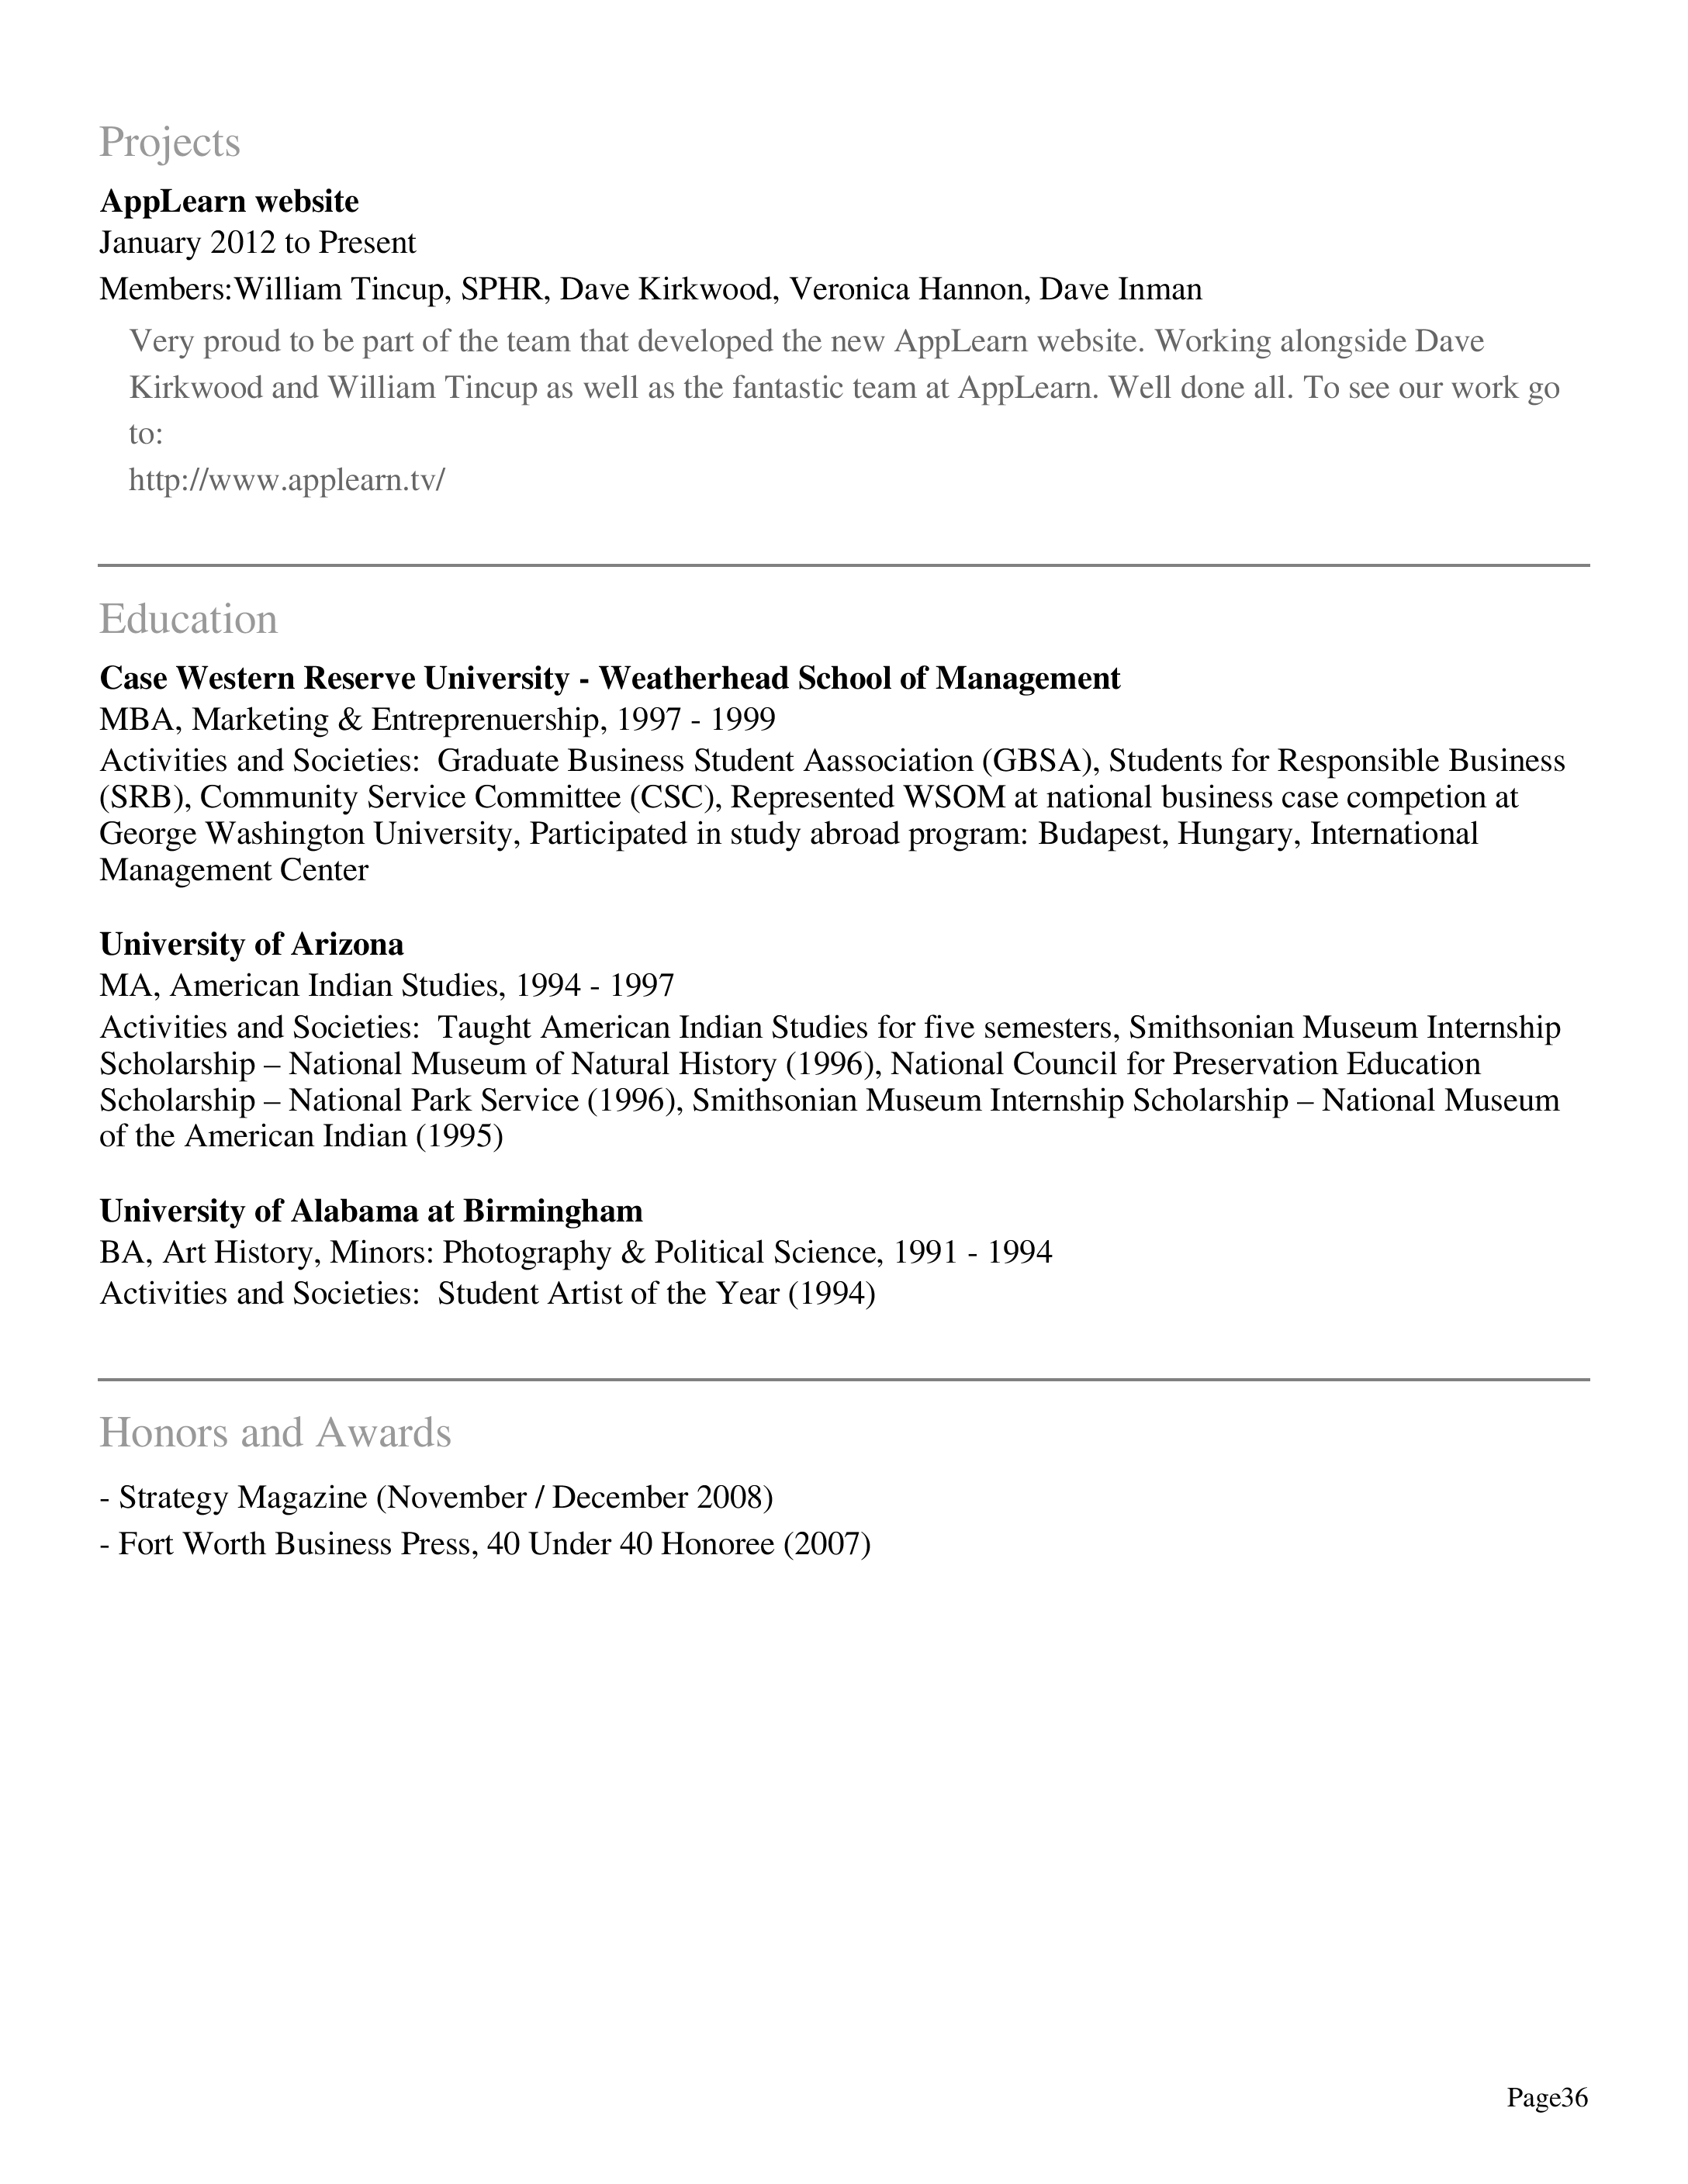 Projects
AppLearn website
January 2012 to Present
Members:William Tincup, SPHR, Dave Kirkwood, Veronica Hannon, Dave Inman
Very proud to be part of the team that developed the new AppLearn website. Working alongside Dave
Kirkwood and William Tincup as well as the fantastic team at AppLearn. Well done all. To see our work go
to:
http://www.applearn.tv/
Education
Case Western Reserve University - Weatherhead School of Management
MBA, Marketing & Entreprenuership, 1997 - 1999
Activities and Societies:  Graduate Business Student Aassociation (GBSA), Students for Responsible Business
(SRB), Community Service Committee (CSC), Represented WSOM at national business case competion at
George Washington University, Participated in study abroad program: Budapest, Hungary, International
Management Center
University of Arizona
MA, American Indian Studies, 1994 - 1997
Activities and Societies:  Taught American Indian Studies for five semesters, Smithsonian Museum Internship
Scholarship – National Museum of Natural History (1996), National Council for Preservation Education
Scholarship – National Park Service (1996), Smithsonian Museum Internship Scholarship – National Museum
of the American Indian (1995)
University of Alabama at Birmingham
BA, Art History, Minors: Photography & Political Science, 1991 - 1994
Activities and Societies:  Student Artist of the Year (1994)
Honors and Awards
- Strategy Magazine (November / December 2008)
- Fort Worth Business Press, 40 Under 40 Honoree (2007)
Page36